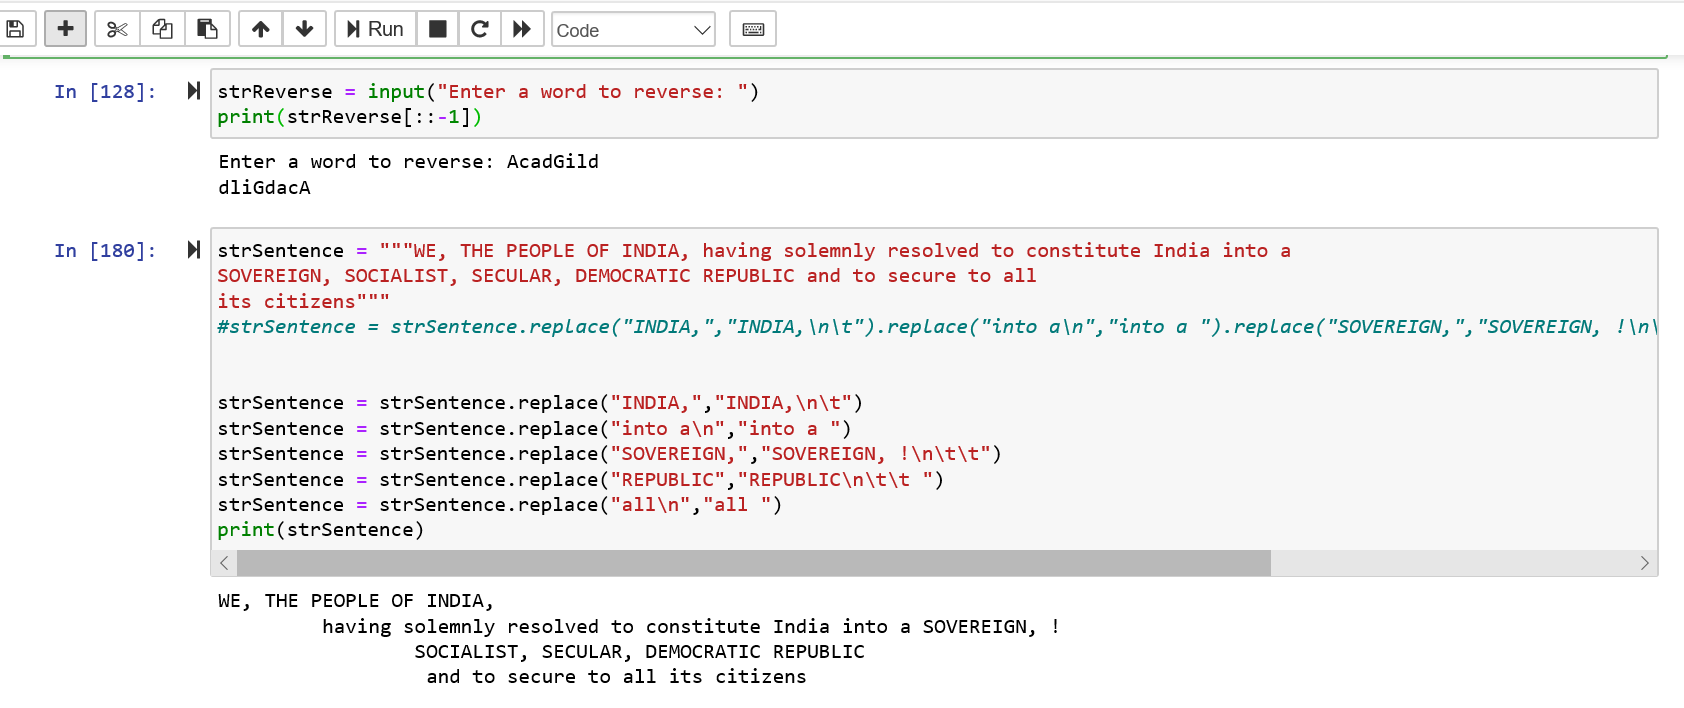 Run
Code
In [128]:
strReverse = input("Enter a word to reverse: ")
print(strReverse[::-1])
Enter a word to reverse: AcadGild
dliGdacA
In [180]:
strSentence = """WE, THE PEOPLE OF INDIA, having solemnly resolved to constitute India into a
SOVEREIGN, SOCIALIST, SECULAR, DEMOCRATIC REPUBLIC and to secure to all
its citizens"""
#strSentence = strSentence.replace("INDIA,","INDIA,\n\t").replace("into a\n","into a ").replace("SOVEREIGN,","SOVEREIGN, !\n\
strSentence = strSentence.replace("INDIA,","INDIA,\n\t")
strSentence = strSentence.replace("into a\n","into a ")
strSentence = strSentence.replace("SOVEREIGN,","SOVEREIGN, !\n\t\t")
strSentence = strSentence.replace("REPUBLIC","REPUBLIC\n\t\t ")
strSentence = strSentence.replace("all\n","all ")
print(strSentence)
WE, THE PEOPLE OF INDIA,
having solemnly resolved to constitute India into a SOVEREIGN, !
SOCIALIST, SECULAR, DEMOCRATIC REPUBLIC
and to secure to all its citizens